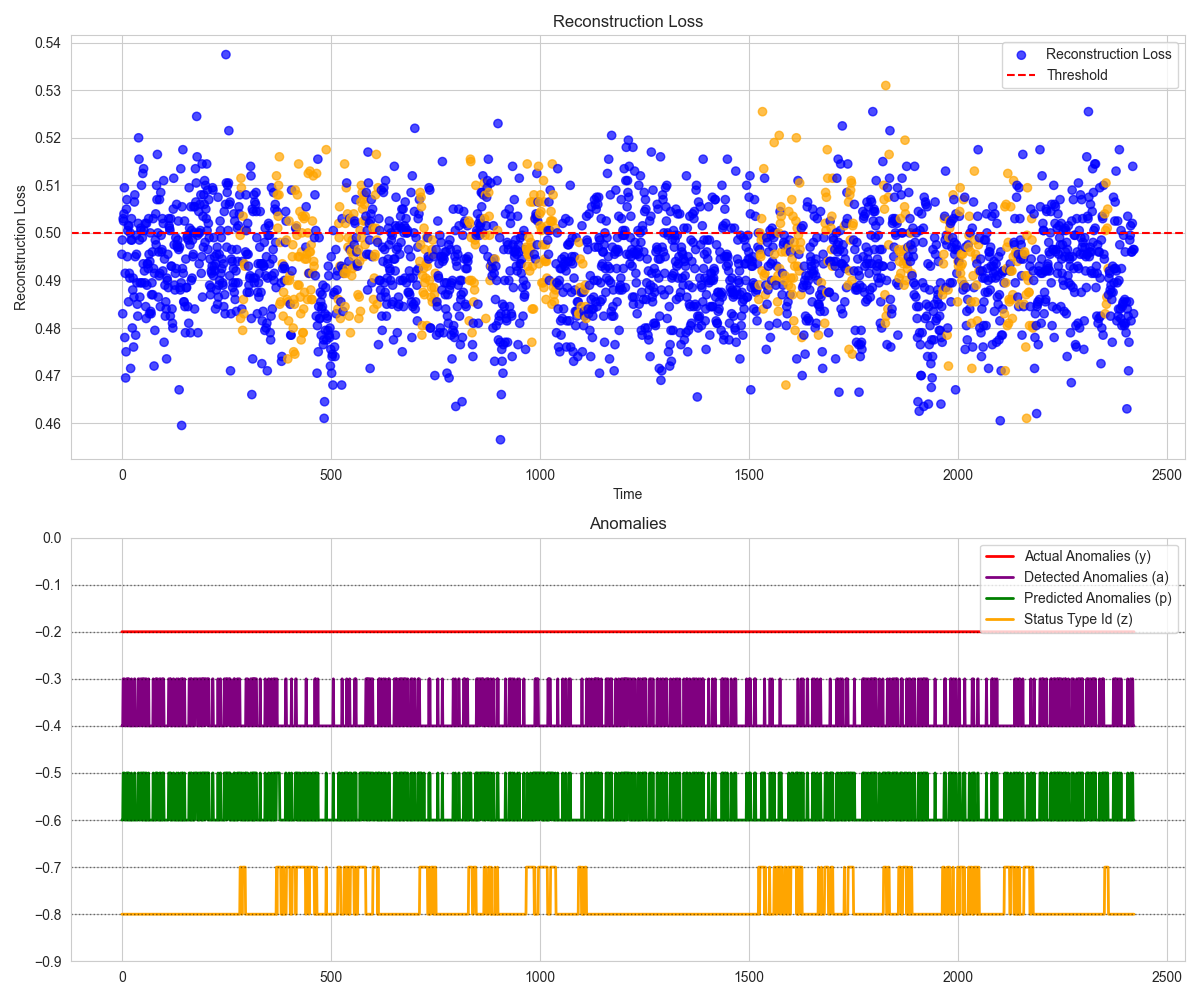 Reconstruction Loss
0.54
0.53
0.52
0.51
0.50
0.49
0.48
0.47
0.46
Reconstruction Loss
Reconstruction Loss
Threshold
0 500 1000 1500 2000 2500
Time
Anomalies
0.0
−0.1
−0.2
−0.3
−0.4
−0.5
−0.6
−0.7
−0.8
−0.9
Actual Anomalies (y)
Detected Anomalies (a)
Predicted Anomalies (p)
Status Type Id (z)
0 500 1000 1500 2000 2500